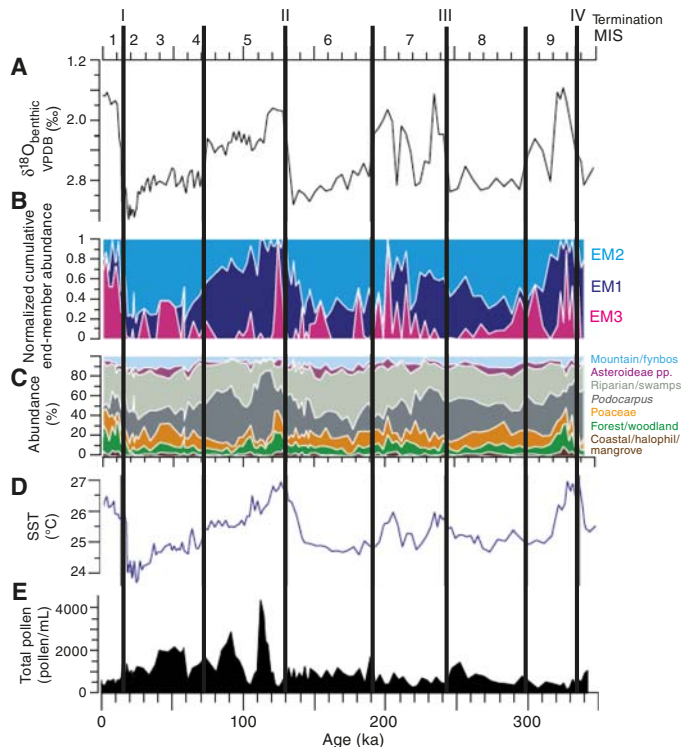 I II III IV Termination
1 2 3 4 5 6 7 8 9 MIS
A
1.2
2.0
2.8
δ18Obenthic
VPDB (‰)
B
Normalized cumulative
end-member abundance
1
0.8
0.6
0.4
0.2
0
EM2
EM1
EM3
C
Abundance
(%)
80
60
40
20
0
Mountain/fynbos
Asteroideae pp.
Riparian/swamps
Podocarpus
Poaceae
Forest/woodland
Coastal/halophil/
mangrove
D
SST
(°C)
27
26
25
24
E
Total pollen
(pollen/mL)
4000
2000
0
0 100 200 300
Age (ka)